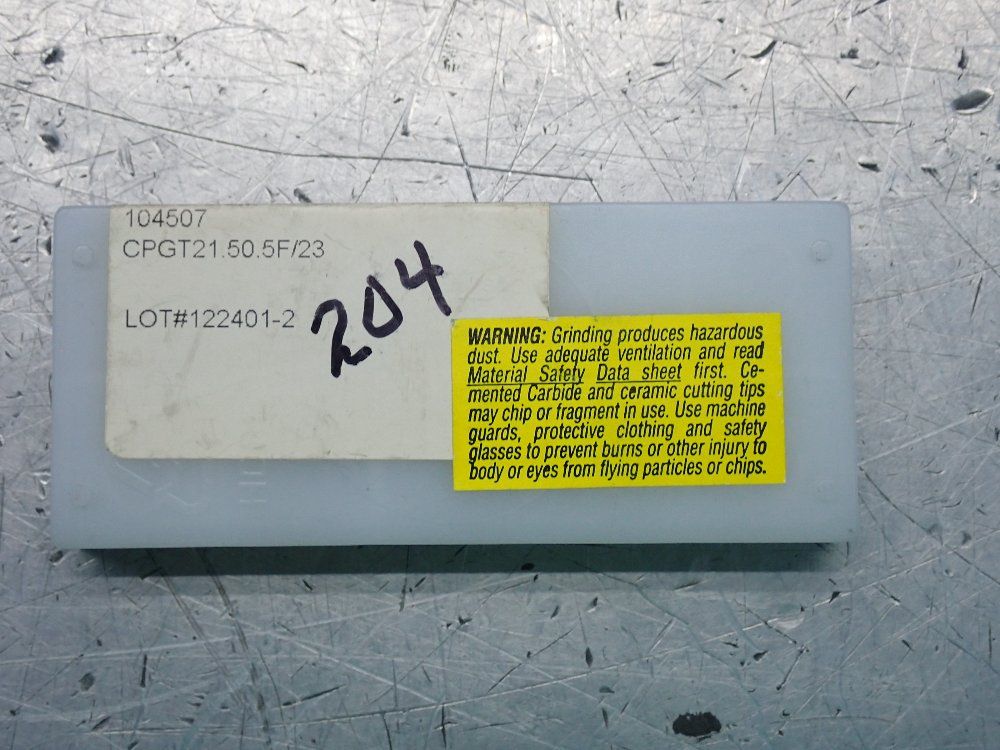 104507
CPGT21.50.5F/23
LOT#122401-2
204
WARNING: Grinding produces hazardous
dust. Use adequate ventilation and read
Material Safety Data sheet first. Ce-
mented Carbide and ceramic cutting tips
may chip or fragment in use. Use machine
guards, protective clothing and safety
glasses to prevent burns or other injury to
body or eyes from flying particles or chips.